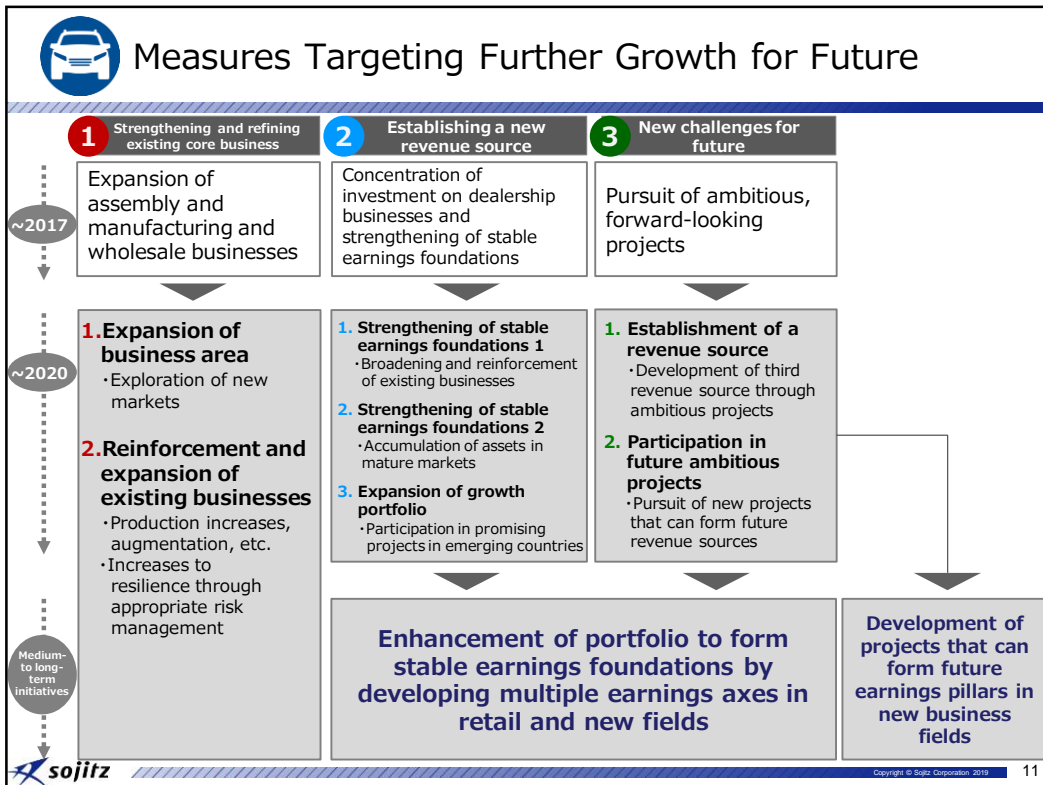 Measures Targeting Further Growth for Future
1
Strengthening and refining
existing core business
2
Establishing a new
revenue source
3
New challenges for
future
~2017
Expansion of
assembly and
manufacturing and
wholesale businesses
Concentration of
investment on dealership
businesses and
strengthening of stable
earnings foundations
Pursuit of ambitious,
forward-looking
projects
~2020
1.Expansion of
business area
・Exploration of new
markets
2.Reinforcement and
expansion of
existing businesses
・Production increases,
augmentation, etc.
・Increases to
resilience through
appropriate risk
management
1. Strengthening of stable
earnings foundations 1
・Broadening and reinforcement
of existing businesses
2. Strengthening of stable
earnings foundations 2
・Accumulation of assets in
mature markets
3. Expansion of growth
portfolio
・Participation in promising
projects in emerging countries
1. Establishment of a
revenue source
・Development of third
revenue source through
ambitious projects
2. Participation in
future ambitious
projects
・Pursuit of new projects
that can form future
revenue sources
Medium-
to long-
term
initiatives
Enhancement of portfolio to form
stable earnings foundations by
developing multiple earnings axes in
retail and new fields
Development of
projects that can
form future
earnings pillars in
new business
fields
sojitz
Copyright © Sojitz Corporation 2019
11